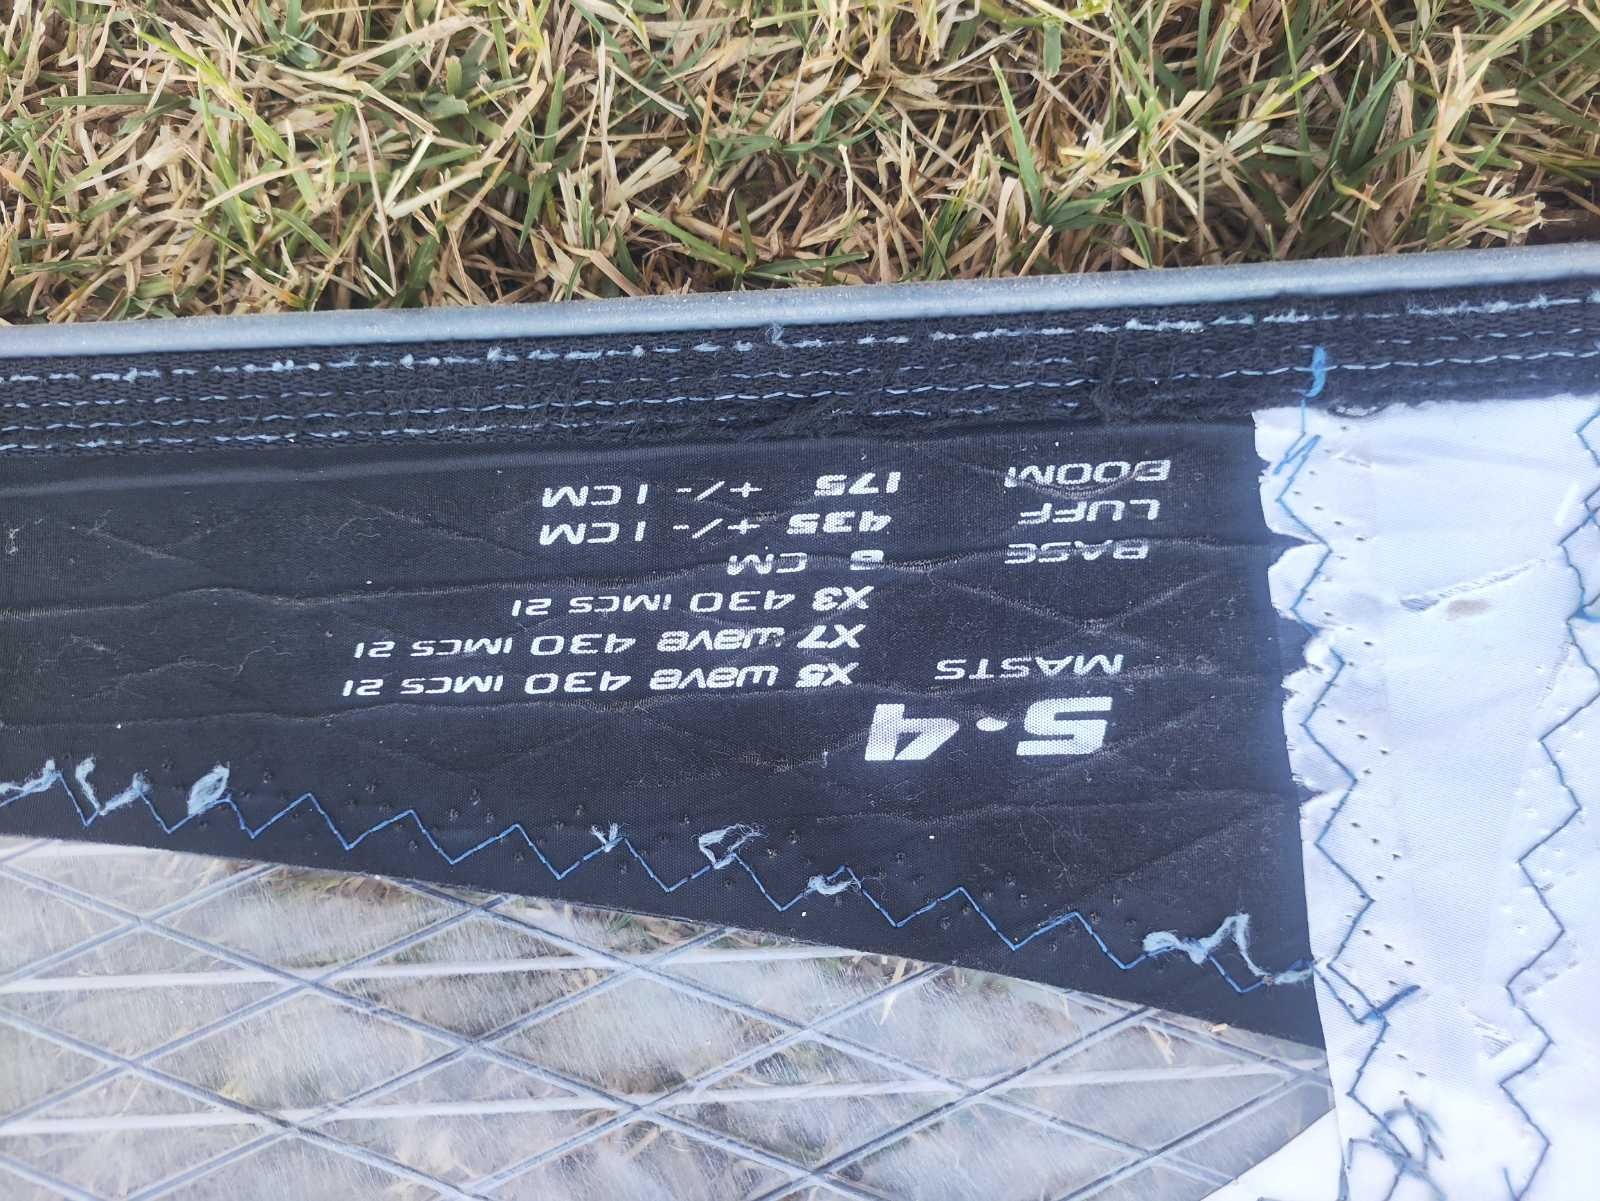 5.4
MASTS X5 wave 430 IMCS 21
X7 wave 430 IMCS 21
X3 430 IMCS 21
BASE 6 CM
LUFF 435 +/- 1 CM
BOOM 175 +/- 1 CM